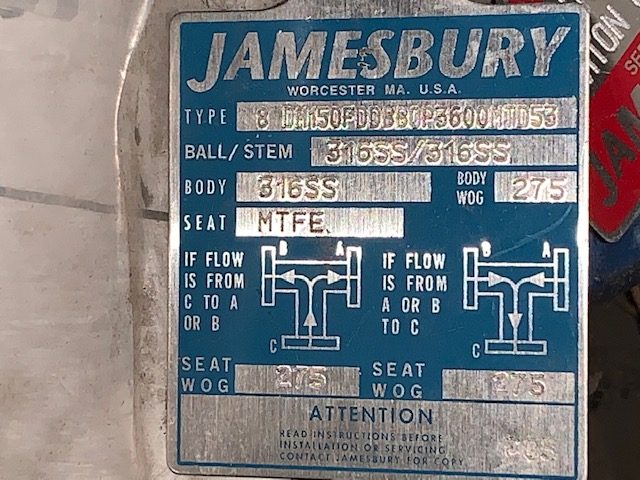 JAMESBURY
WORCESTER MA. U.S.A.
TYPE
BALL/STEM 316SS/316SS
BODY 316SS BODY WOG 275
SEAT MTFE
B A
IF FLOW
IS FROM
C TO A
OR B
C
B A
IF FLOW
IS FROM
A OR B
TO C
C
SEAT WOG 275
SEAT WOG 275
ATTENTION
READ INSTRUCTIONS BEFORE
INSTALLATION OR SERVICING
CONTACT JAMESBURY FOR COPY